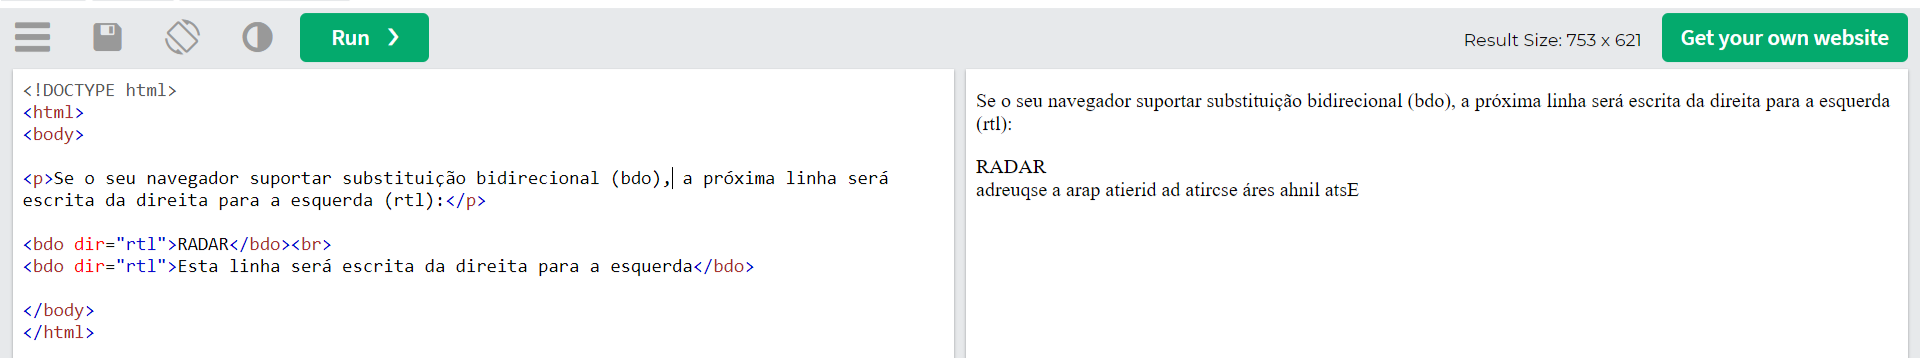 Run ❯
Result Size: 753 x 621
Get your own website
<!DOCTYPE html>
<html>
<body>
<p>Se o seu navegador suportar substituição bidirecional (bdo), a próxima linha será
escrita da direita para a esquerda (rtl):</p>
<bdo dir="rtl">RADAR</bdo><br>
<bdo dir="rtl">Esta linha será escrita da direita para a esquerda</bdo>
</body>
</html>
Se o seu navegador suportar substituição bidirecional (bdo), a próxima linha será escrita da direita para a esquerda
(rtl):
RADAR
adreuqse a arap atierid ad atircse áres ahnil atsE